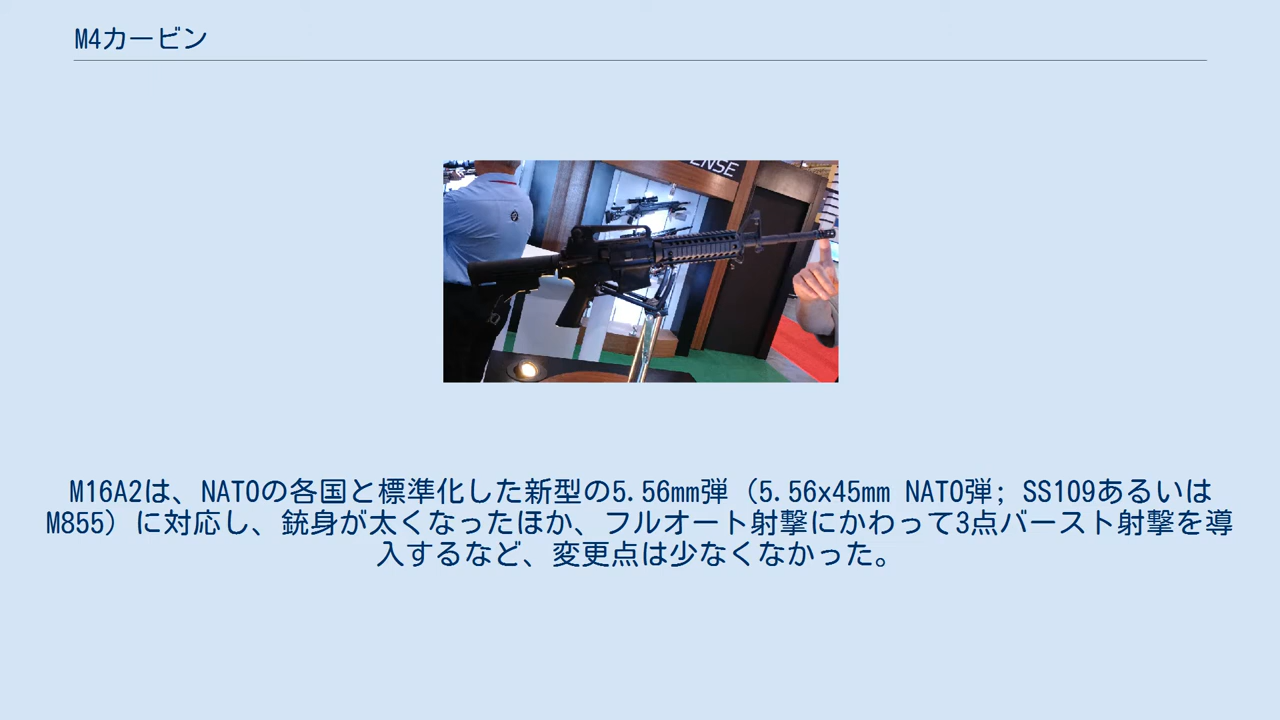 M4カービン
ENSE
M16A2は、NATOの各国と標準化した新型の5.56mm弾（5.56x45mm NATO弾; SS109あるいは
M855）に対応し、銃身が太くなったほか、フルオート射撃にかわって3点バースト射撃を導
入するなど、変更点は少なくなかった。